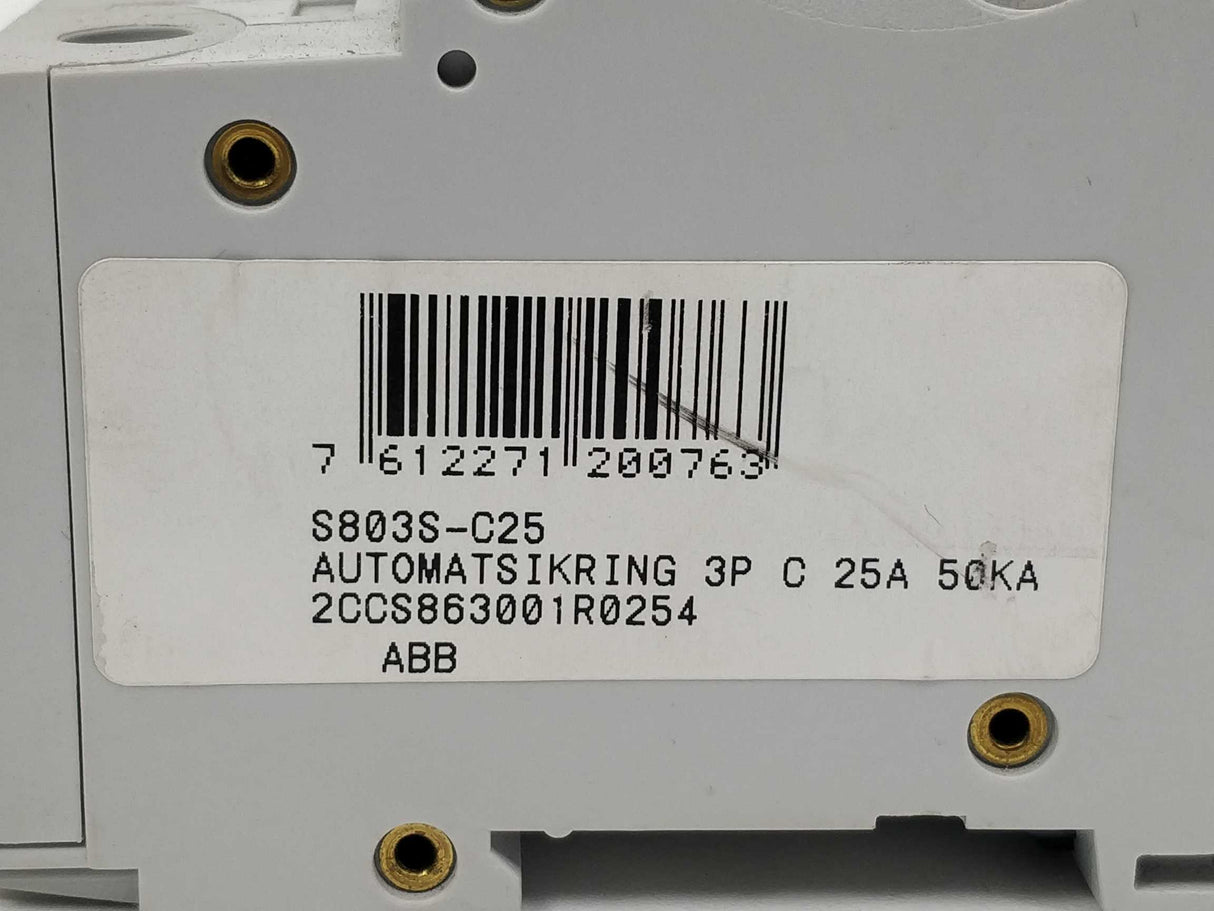 7 612271 200763
S803S-C25
AUTOMATSIKRING 3P C 25A 50KA
2CCS863001R0254
ABB